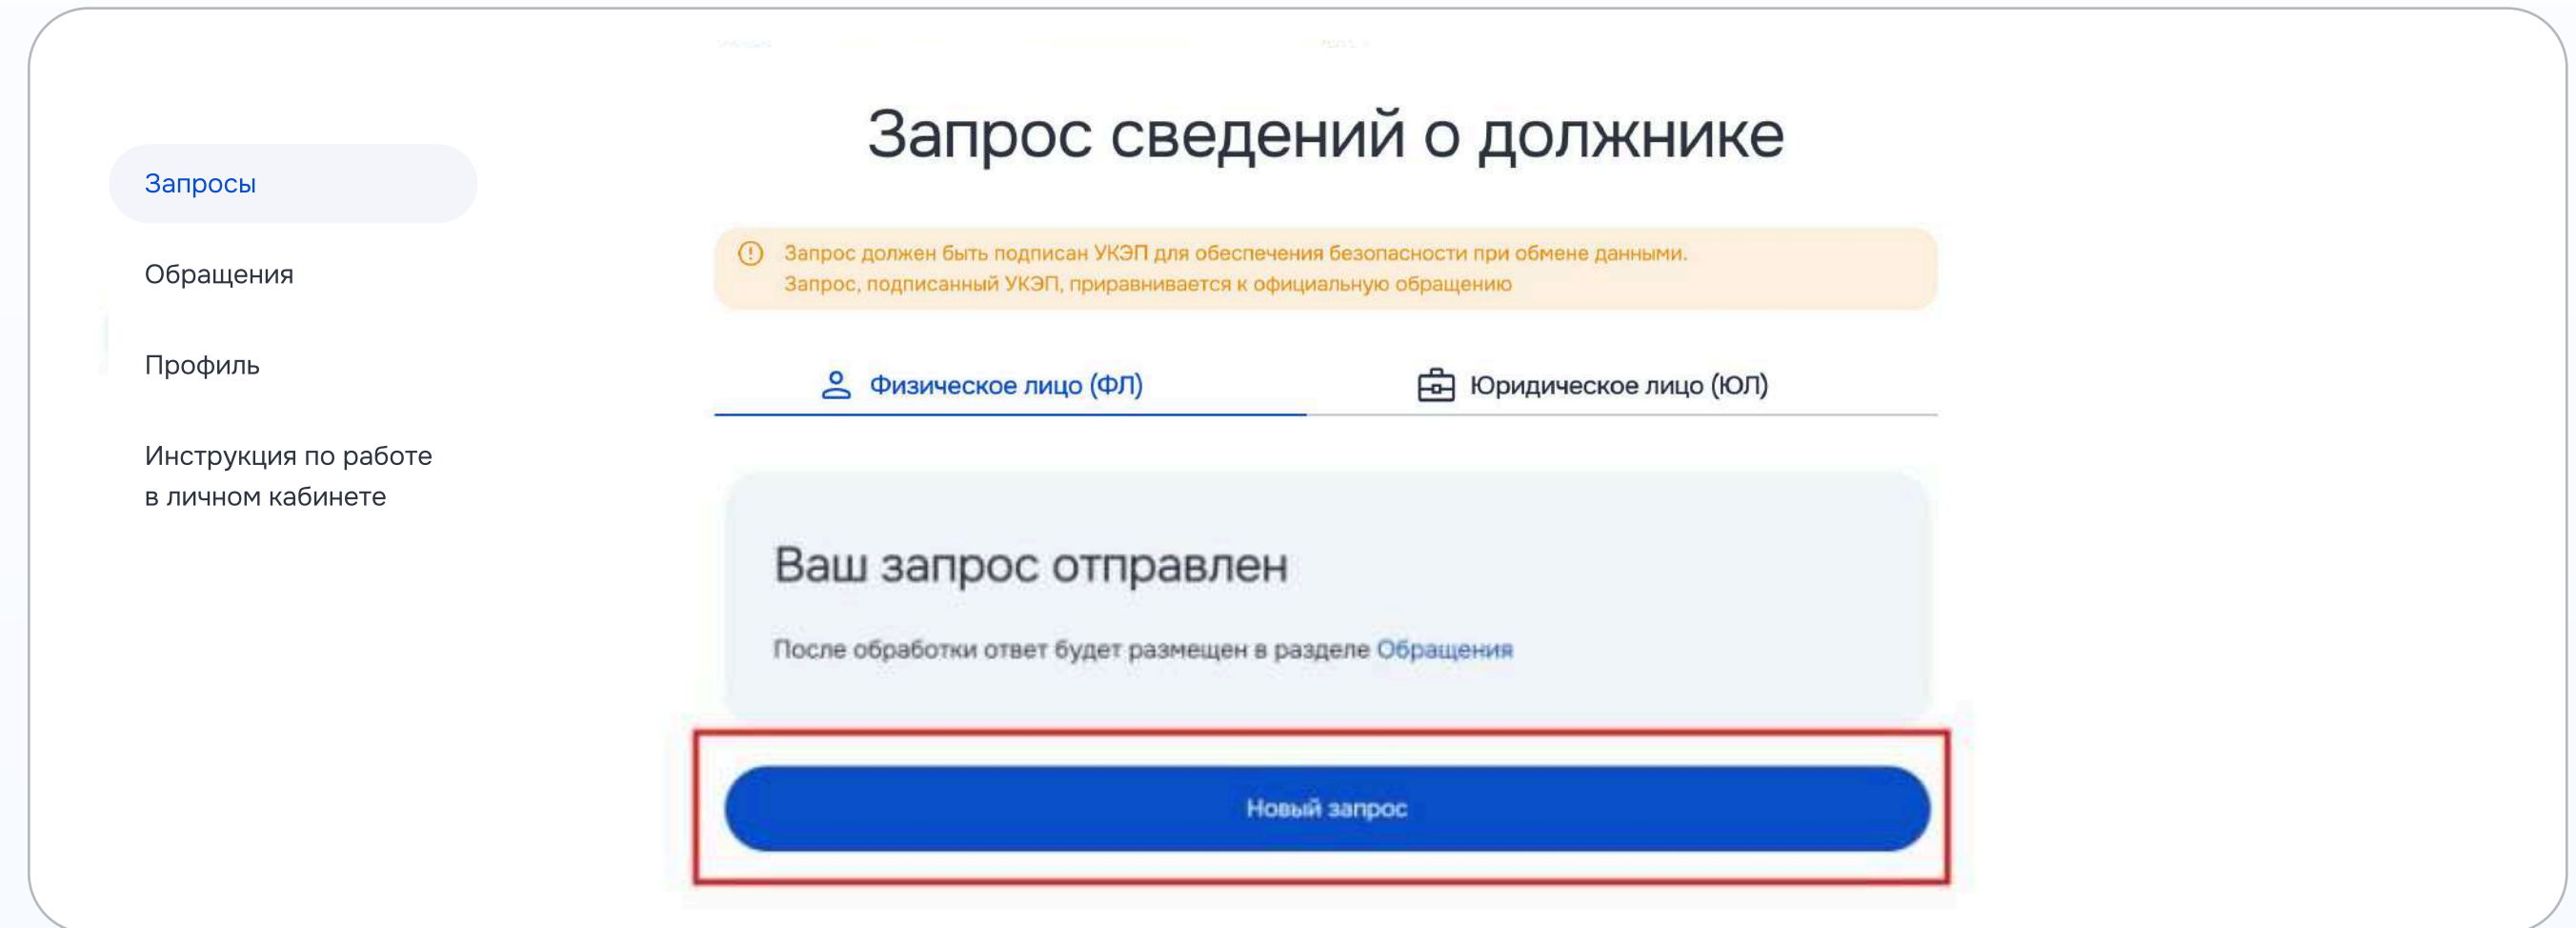 Запросы
Обращения
Профиль
Инструкция по работе
в личном кабинете
Запрос сведений о должнике
Запрос должен быть подписан УКЭП для обеспечения безопасности при обмене данными.
Запрос, подписанный УКЭП, приравнивается к официальную обращению
Физическое лицо (ФЛ)
Юридическое лицо (ЮЛ)
Ваш запрос отправлен
После обработки ответ будет размещен в разделе Обращения
Новый запрос